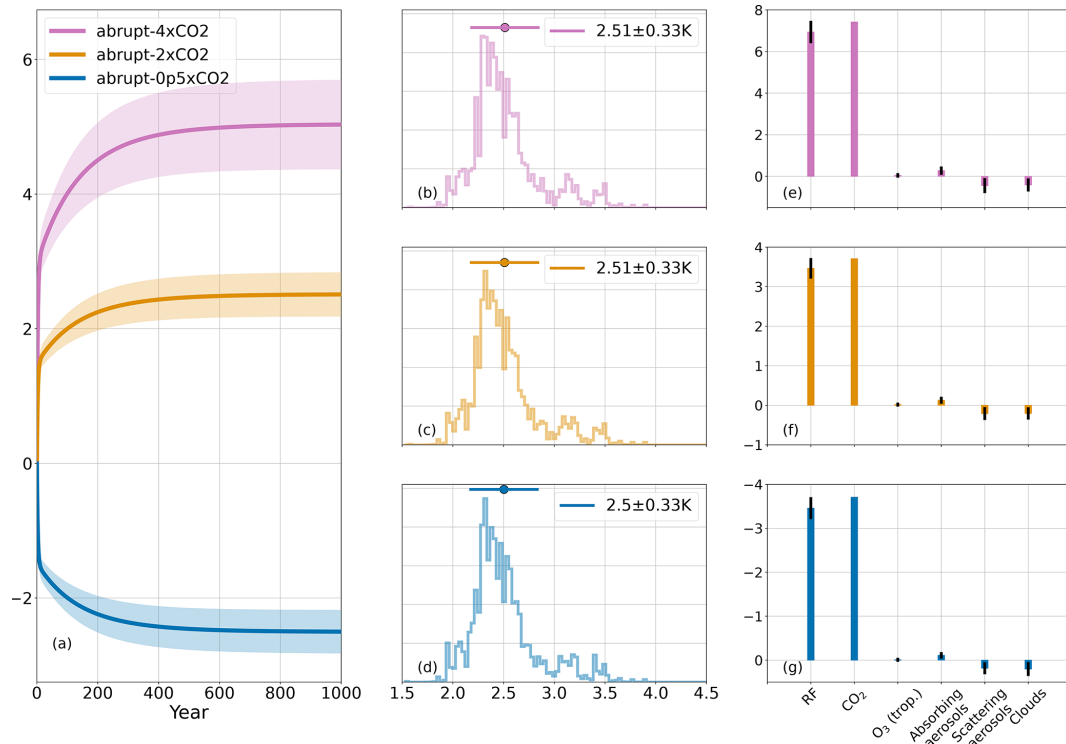 abrupt-4xCO2
abrupt-2xCO2
abrupt-0p5xCO2
6
4
2
0
−2
(a)
0
200
400
600
800
1000
Year
2.51±0.33K
(b)
2.51±0.33K
(c)
2.5±0.33K
(d)
1.5
2.0
2.5
3.0
3.5
4.0
4.5
8
6
4
2
0
(e)
4
3
2
1
0
−1
(f)
−4
−3
−2
−1
0
(g)
RF
CO₂
O₃ (trop.)
Absorbing
aerosols
Scattering
aerosols
Clouds